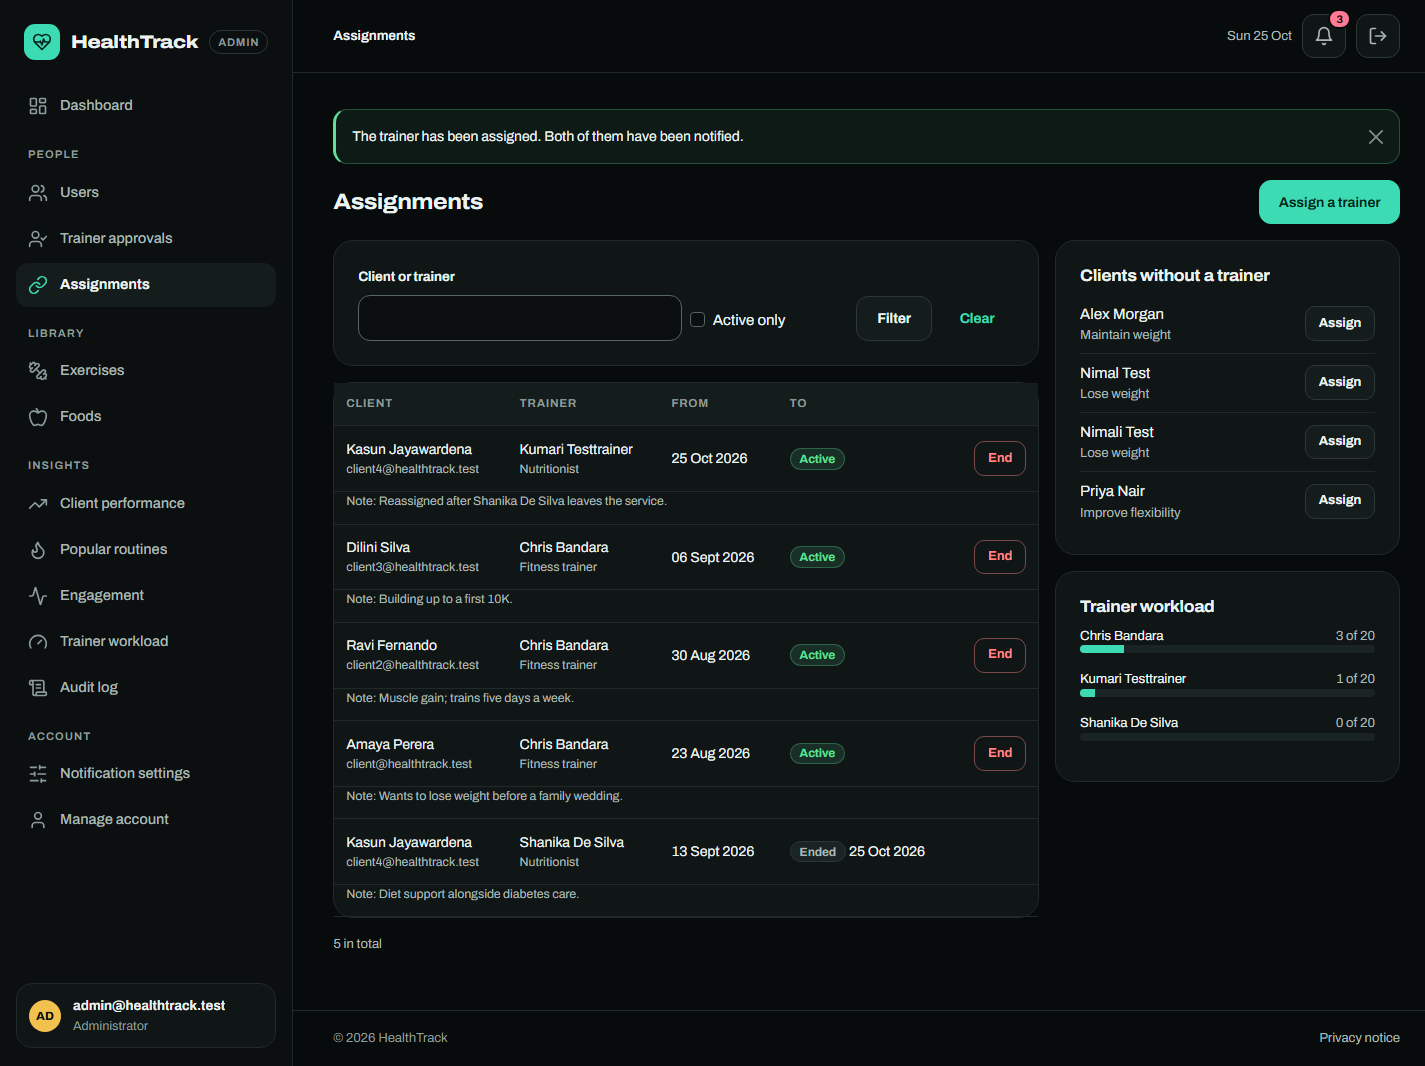 HealthTrack ADMIN
Dashboard
PEOPLE
Users
Trainer approvals
Assignments
LIBRARY
Exercises
Foods
INSIGHTS
Client performance
Popular routines
Engagement
Trainer workload
Audit log
ACCOUNT
Notification settings
Manage account
AD
admin@healthtrack.test
Administrator
Assignments
Sun 25 Oct
3
The trainer has been assigned. Both of them have been notified.
Assignments
Assign a trainer
Client or trainer
Active only
Filter
Clear
CLIENT TRAINER FROM TO
Kasun Jayawardena Kumari Testtrainer 25 Oct 2026 Active End
client4@healthtrack.test Nutritionist
Note: Reassigned after Shanika De Silva leaves the service.
Dilini Silva Chris Bandara 06 Sept 2026 Active End
client3@healthtrack.test Fitness trainer
Note: Building up to a first 10K.
Ravi Fernando Chris Bandara 30 Aug 2026 Active End
client2@healthtrack.test Fitness trainer
Note: Muscle gain; trains five days a week.
Amaya Perera Chris Bandara 23 Aug 2026 Active End
client@healthtrack.test Fitness trainer
Note: Wants to lose weight before a family wedding.
Kasun Jayawardena Shanika De Silva 13 Sept 2026 Ended 25 Oct 2026
client4@healthtrack.test Nutritionist
Note: Diet support alongside diabetes care.
5 in total
Clients without a trainer
Alex Morgan Assign
Maintain weight
Nimal Test Assign
Lose weight
Nimali Test Assign
Lose weight
Priya Nair Assign
Improve flexibility
Trainer workload
Chris Bandara 3 of 20
Kumari Testtrainer 1 of 20
Shanika De Silva 0 of 20
© 2026 HealthTrack
Privacy notice